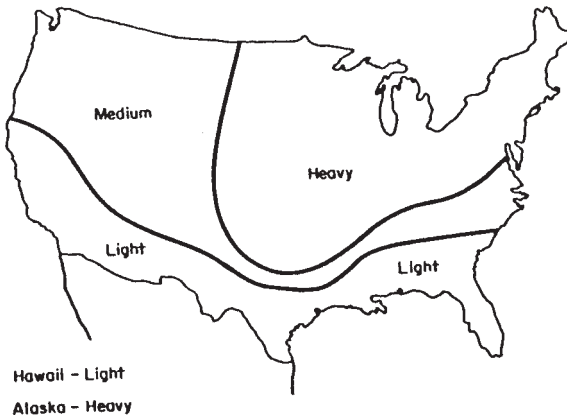 Medium
Heavy
Light
Light
Hawaii - Light
Alaska - Heavy